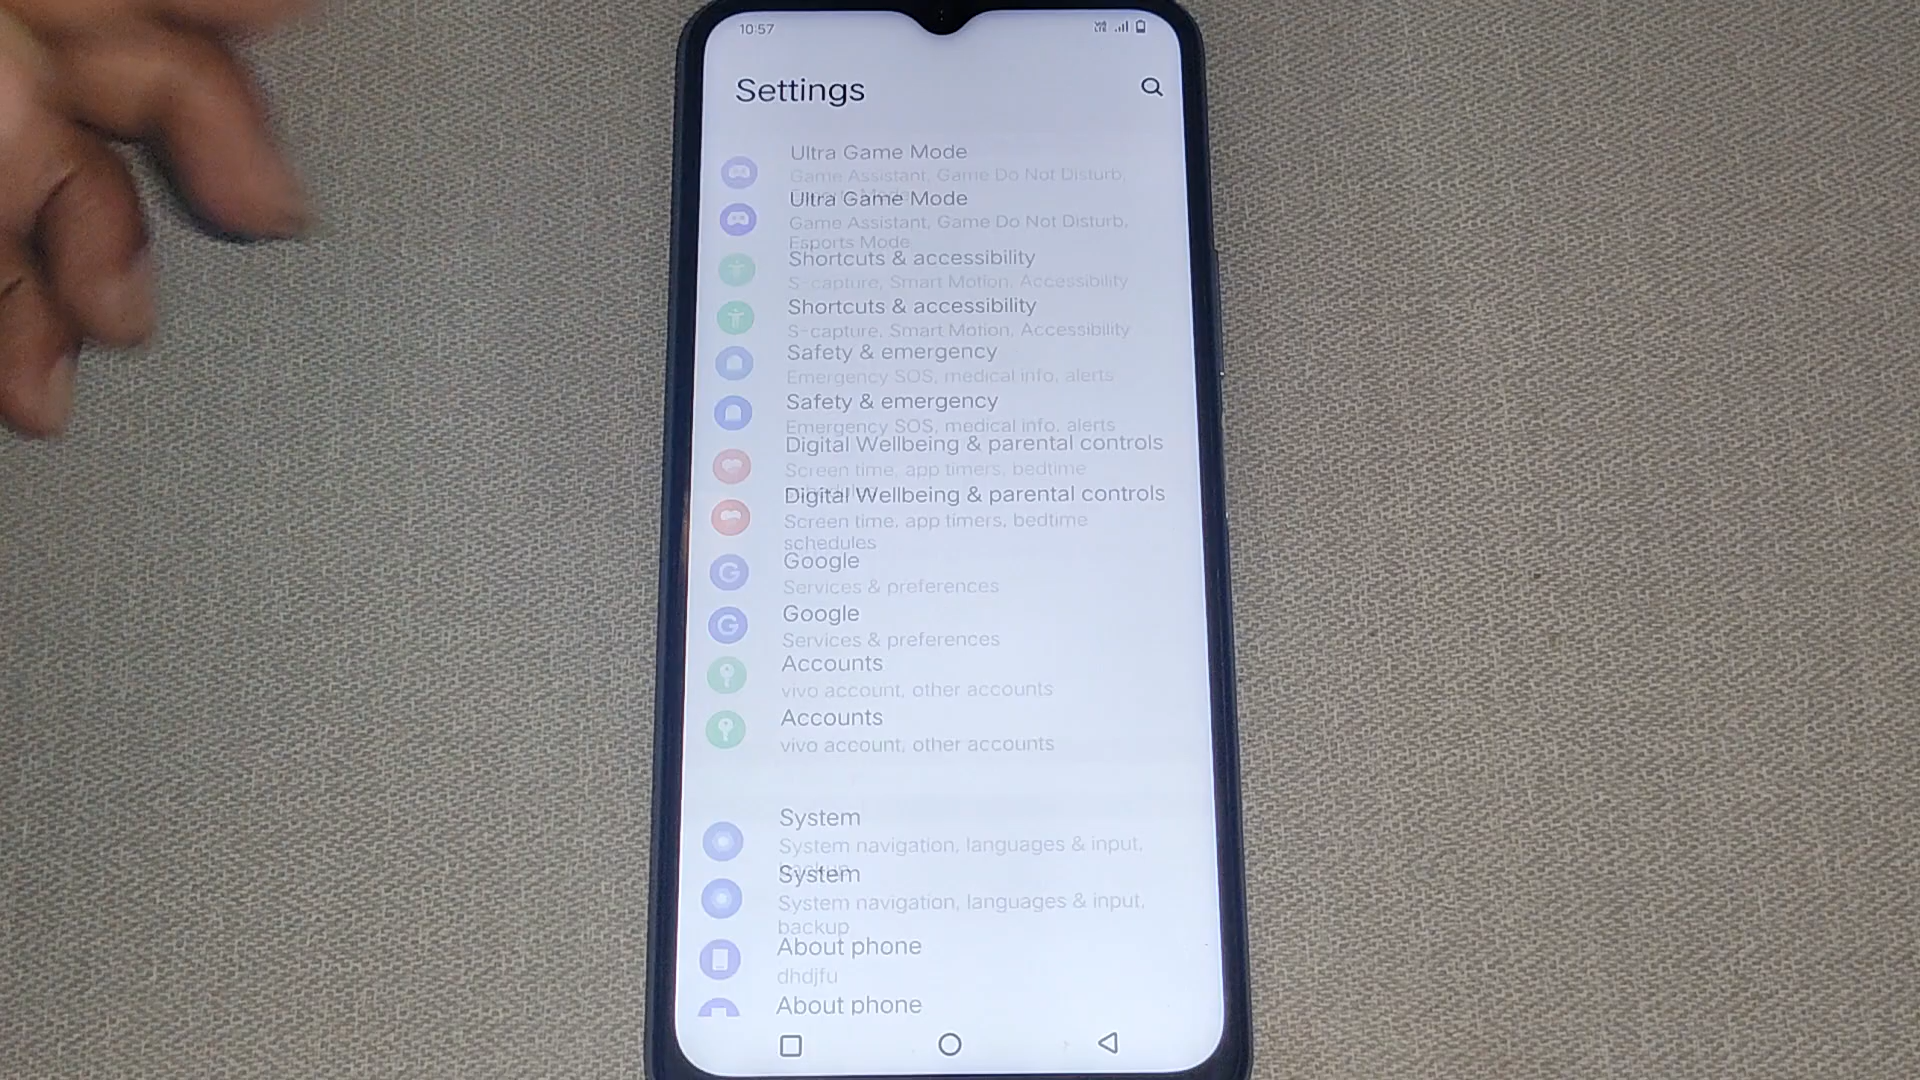 10:57
Settings
Ultra Game Mode
Game Assistant, Game Do Not Disturb,
Ultra Game Mode
Game Assistant, Game Do Not Disturb,
Esports Mode
Shortcuts & accessibility
S-capture, Smart Motion, Accessibility
Shortcuts & accessibility
S-capture, Smart Motion, Accessibility
Safety & emergency
Emergency SOS, medical info, alerts
Safety & emergency
Emergency SOS, medical info, alerts
Digital Wellbeing & parental controls
Screen time, app timers, bedtime
Digital Wellbeing & parental controls
Screen time, app timers, bedtime
schedules
Google
Services & preferences
Google
Services & preferences
Accounts
vivo account, other accounts
Accounts
vivo account, other accounts
System
System navigation, languages & input,
backup
System
System navigation, languages & input,
backup
About phone
dhdjfu
About phone